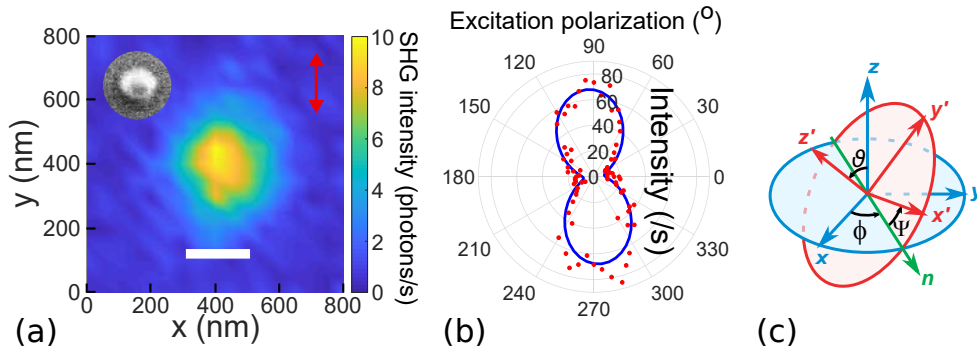 Excitation polarization (°)
800
600
400
200
0
y (nm)
0
200
400
600
800
x (nm)
10
8
6
4
2
0
SHG intensity (photons/s)
(a)
90
60
30
0
330
300
270
240
210
180
150
120
80
60
40
20
0
Intensity (/s)
(b)
z
y'
z'
ϑ
y
x'
Ψ
ϕ
x
n
(c)